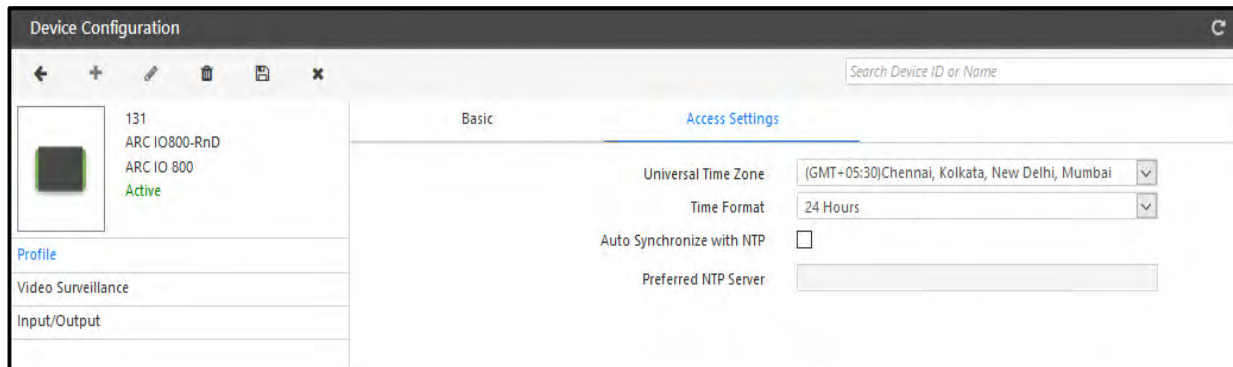 Device Configuration
Search Device ID or Name
131
ARC IO800-RnD
ARC IO 800
Active
Profile
Video Surveillance
Input/Output
Basic
Access Settings
Universal Time Zone
(GMT+05:30)Chennai, Kolkata, New Delhi, Mumbai
Time Format
24 Hours
Auto Synchronize with NTP
Preferred NTP Server